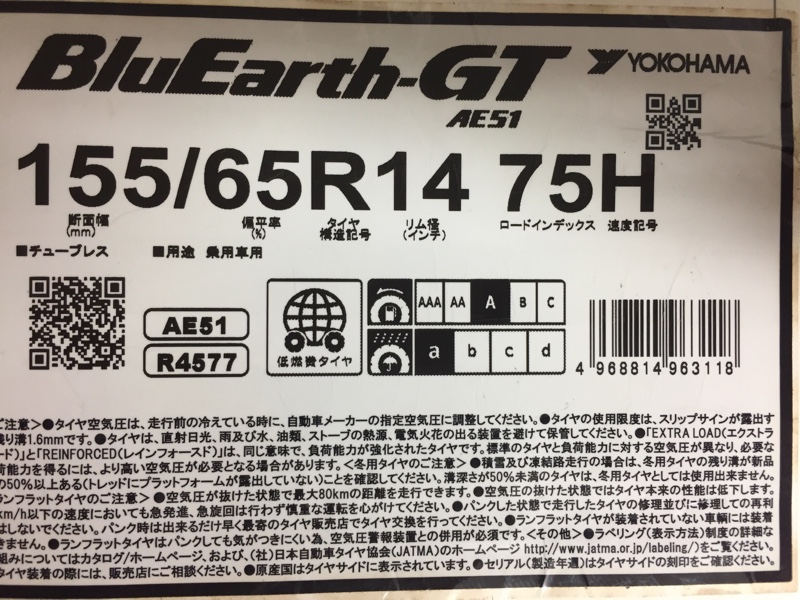 BluEarth-GT
AE51
YOKOHAMA
155/65R14 75H
断面幅
(mm)
偏平率
(%)
タイヤ
構造記号
リム径
(インチ)
ロードインデックス 速度記号
■チューブレス ■用途 乗用車用
AE51
R4577
低燃費タイヤ
AAA AA A B C
a b c d
4 968814 963118
ご注意>●タイヤ空気圧は、走行前の冷えている時に、自動車メーカーの指定空気圧に調整してください。●タイヤの使用限度は、スリップサインが露出す
残り溝1.6mmです。●タイヤは、直射日光、雨及び水、油類、ストーブの熱源、電気火花の出る装置を避けて保管してください。●「EXTRA LOAD(エクストラ
ード)」と「REINFORCED(レインフォースド)」は、同じ意味で、負荷能力が強化されたタイヤです。標準のタイヤと負荷能力に対する空気圧が異なり、必要な
荷能力を得るには、より高い空気圧が必要となる場合があります。<冬用タイヤのご注意>●積雪及び凍結路走行の場合は、冬用タイヤの残り溝が新品
の50%以上ある(トレッドにプラットフォームが露出していない)ことを確認してください。溝深さが50%未満のタイヤは、冬用タイヤとしては使用出来ません。
ランフラットタイヤのご注意>●空気圧が抜けた状態で最大80kmの距離を走行できます。●空気圧の抜けた状態ではタイヤ本来の性能は低下します。
km/h以下の速度においても急発進、急旋回は行わず慎重な運転を心がけてください。●パンクした状態で走行したタイヤの修理並びに修理しての再利
はしないでください。パンク時は出来るだけ早く最寄のタイヤ販売店でタイヤ交換を行ってください。●ランフラットタイヤが装着されていない車輌には装着
●ランフラットタイヤはパンクしても気がつきにくい為、空気圧警報装置との併用が必須です。<その他>●ラベリング(表示方法)制度の詳細な
組みについてはカタログ/ホームページ、および、(社)日本自動車タイヤ協会(JATMA)のホームページ http://www.jatma.or.jp/labeling/)をご覧ください。
タイヤ装着の際には、販売店にご相談ください。●原産国はタイヤサイドに刻印されています。●セリアル(製造年週)はタイヤサイドの刻印をご確認ください。